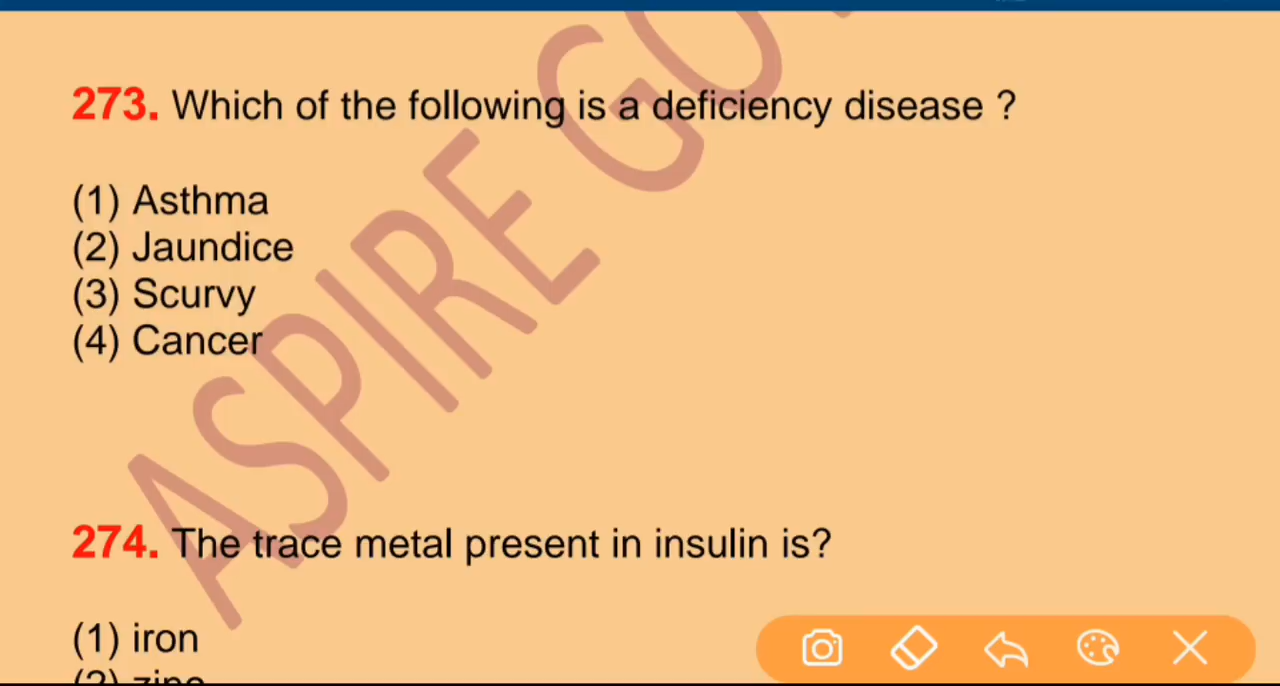 273. Which of the following is a deficiency disease ?
(1) Asthma
(2) Jaundice
(3) Scurvy
(4) Cancer
274. The trace metal present in insulin is?
(1) iron
(2) zinc
ASPIRE